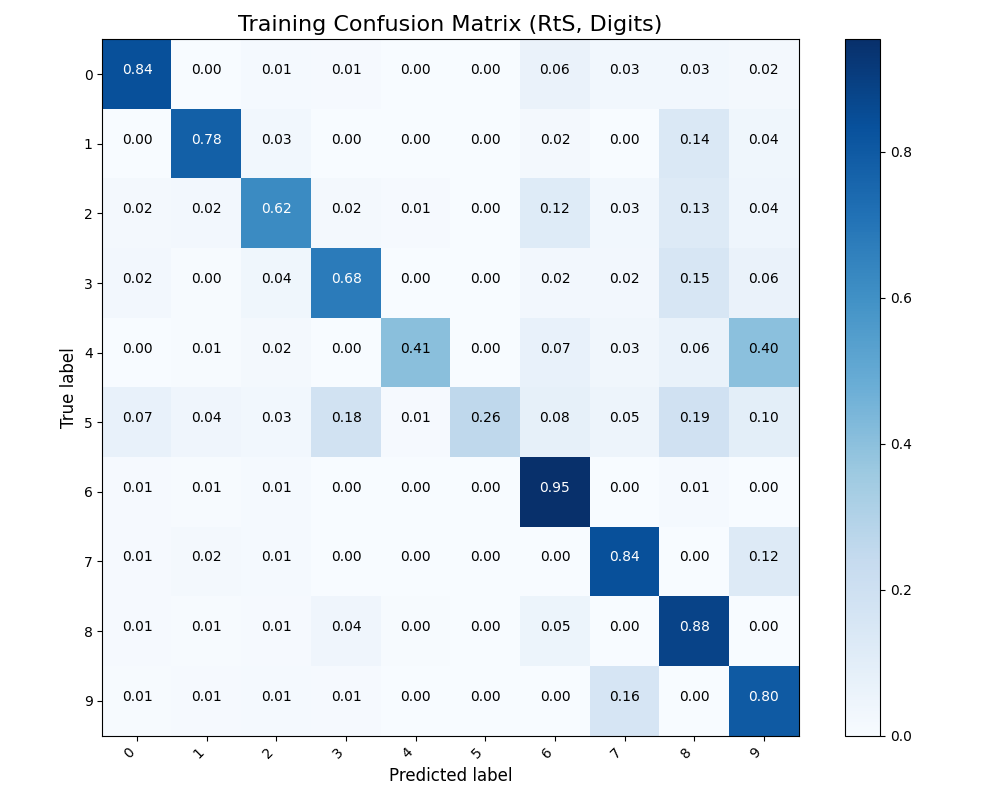 Training Confusion Matrix (RtS, Digits)
0 0.84 0.00 0.01 0.01 0.00 0.00 0.06 0.03 0.03 0.02
1 0.00 0.78 0.03 0.00 0.00 0.00 0.02 0.00 0.14 0.04
2 0.02 0.02 0.62 0.02 0.01 0.00 0.12 0.03 0.13 0.04
3 0.02 0.00 0.04 0.68 0.00 0.00 0.02 0.02 0.15 0.06
4 0.00 0.01 0.02 0.00 0.41 0.00 0.07 0.03 0.06 0.40
5 0.07 0.04 0.03 0.18 0.01 0.26 0.08 0.05 0.19 0.10
6 0.01 0.01 0.01 0.00 0.00 0.00 0.95 0.00 0.01 0.00
7 0.01 0.02 0.01 0.00 0.00 0.00 0.00 0.84 0.00 0.12
8 0.01 0.01 0.01 0.04 0.00 0.00 0.05 0.00 0.88 0.00
9 0.01 0.01 0.01 0.01 0.00 0.00 0.00 0.16 0.00 0.80
0 1 2 3 4 5 6 7 8 9
Predicted label
True label
0.8
0.6
0.4
0.2
0.0